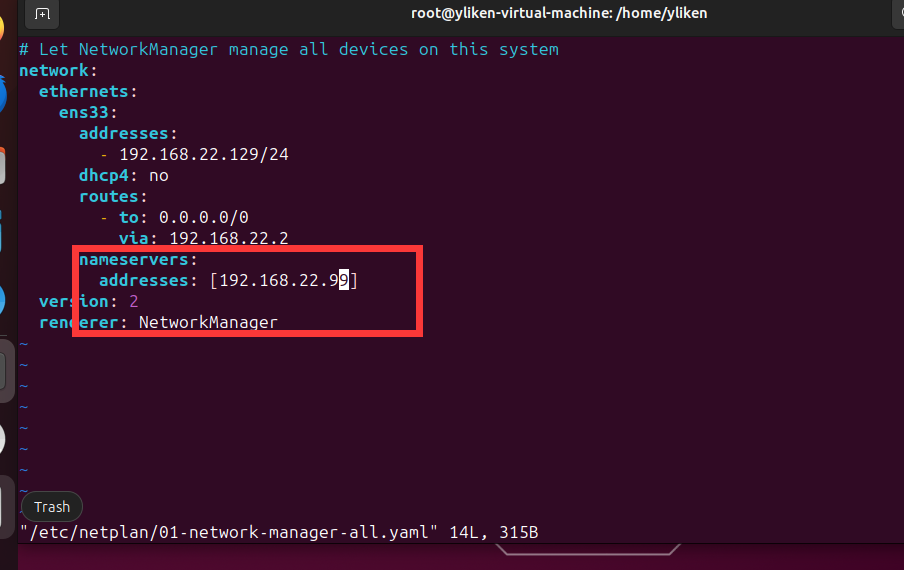 root@yliken-virtual-machine: /home/yliken
# Let NetworkManager manage all devices on this system
network:
  ethernets:
    ens33:
      addresses:
        - 192.168.22.129/24
      dhcp4: no
      routes:
        - to: 0.0.0.0/0
          via: 192.168.22.2
      nameservers:
        addresses: [192.168.22.99]
  version: 2
  renderer: NetworkManager
~
~
~
~
~
~
~
~
Trash
"/etc/netplan/01-network-manager-all.yaml" 14L, 315B